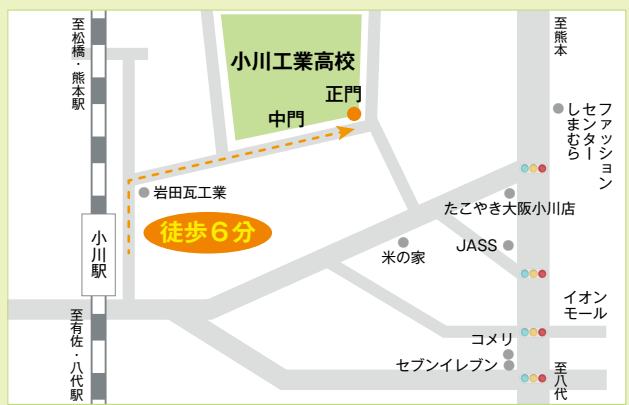 至松橋・熊本駅
小川工業高校
正門
中門
至熊本
ファッション
センター
しまむら
岩田瓦工業
徒歩6分
小川駅
たこやき大阪小川店
米の家
JASS
イオン
モール
コメリ
セブンイレブン
至有佐・八代駅
至八代